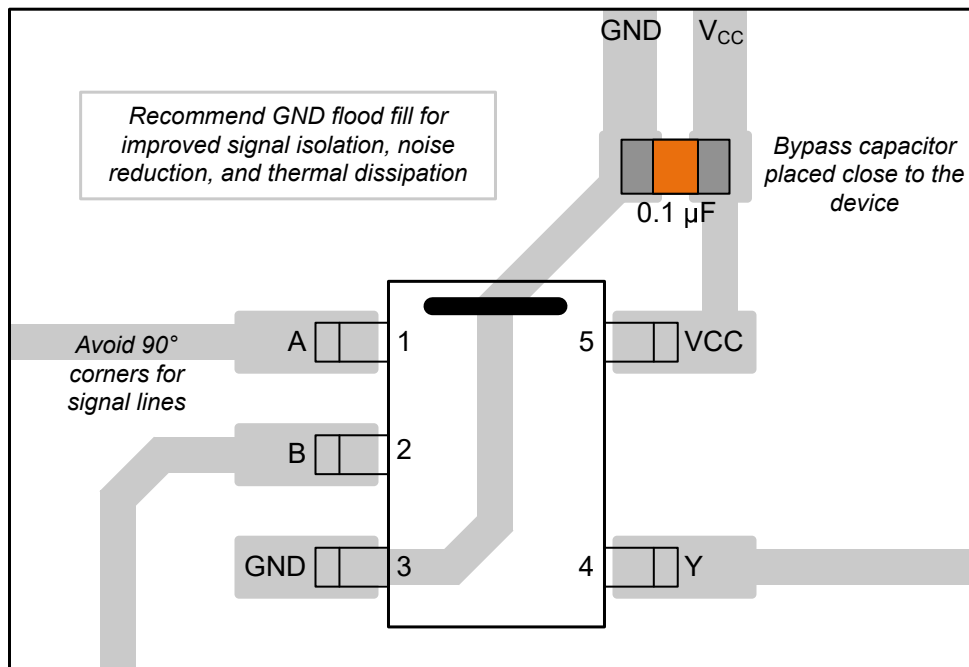 GND
V_CC
Recommend GND flood fill for
improved signal isolation, noise
reduction, and thermal dissipation
Bypass capacitor
placed close to the
device
0.1 µF
A
1
5
VCC
Avoid 90°
corners for
signal lines
B
2
GND
3
4
Y